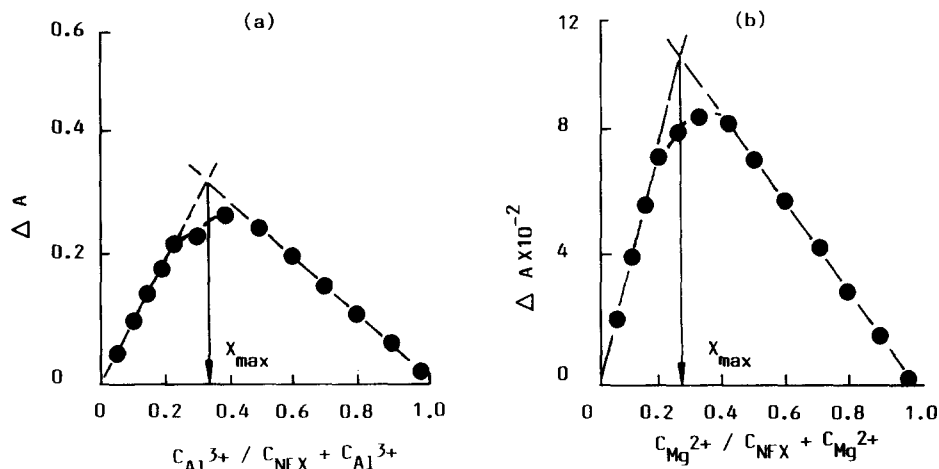 (a)
0.6
0.4
0.2
0
Δ A
X_max
0 0.2 0.4 0.6 0.8 1.0
C_Al^3+ / C_NFX + C_Al^3+
(b)
12
8
4
0
Δ A X10^-2
X_max
0 0.2 0.4 0.6 0.8 1.0
C_Mg^2+ / C_NFX + C_Mg^2+